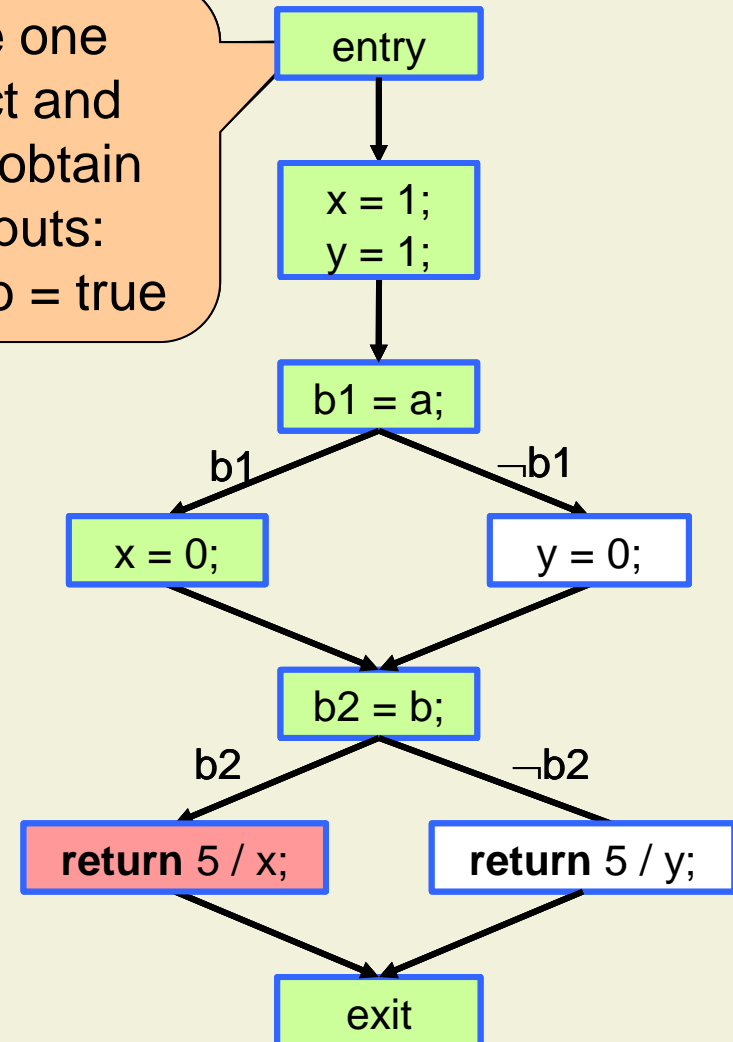 e one
ct and
obtain
outs:
o = true
entry
x = 1;
y = 1;
b1 = a;
b1
¬b1
x = 0;
y = 0;
b2 = b;
b2
¬b2
return 5 / x;
return 5 / y;
exit